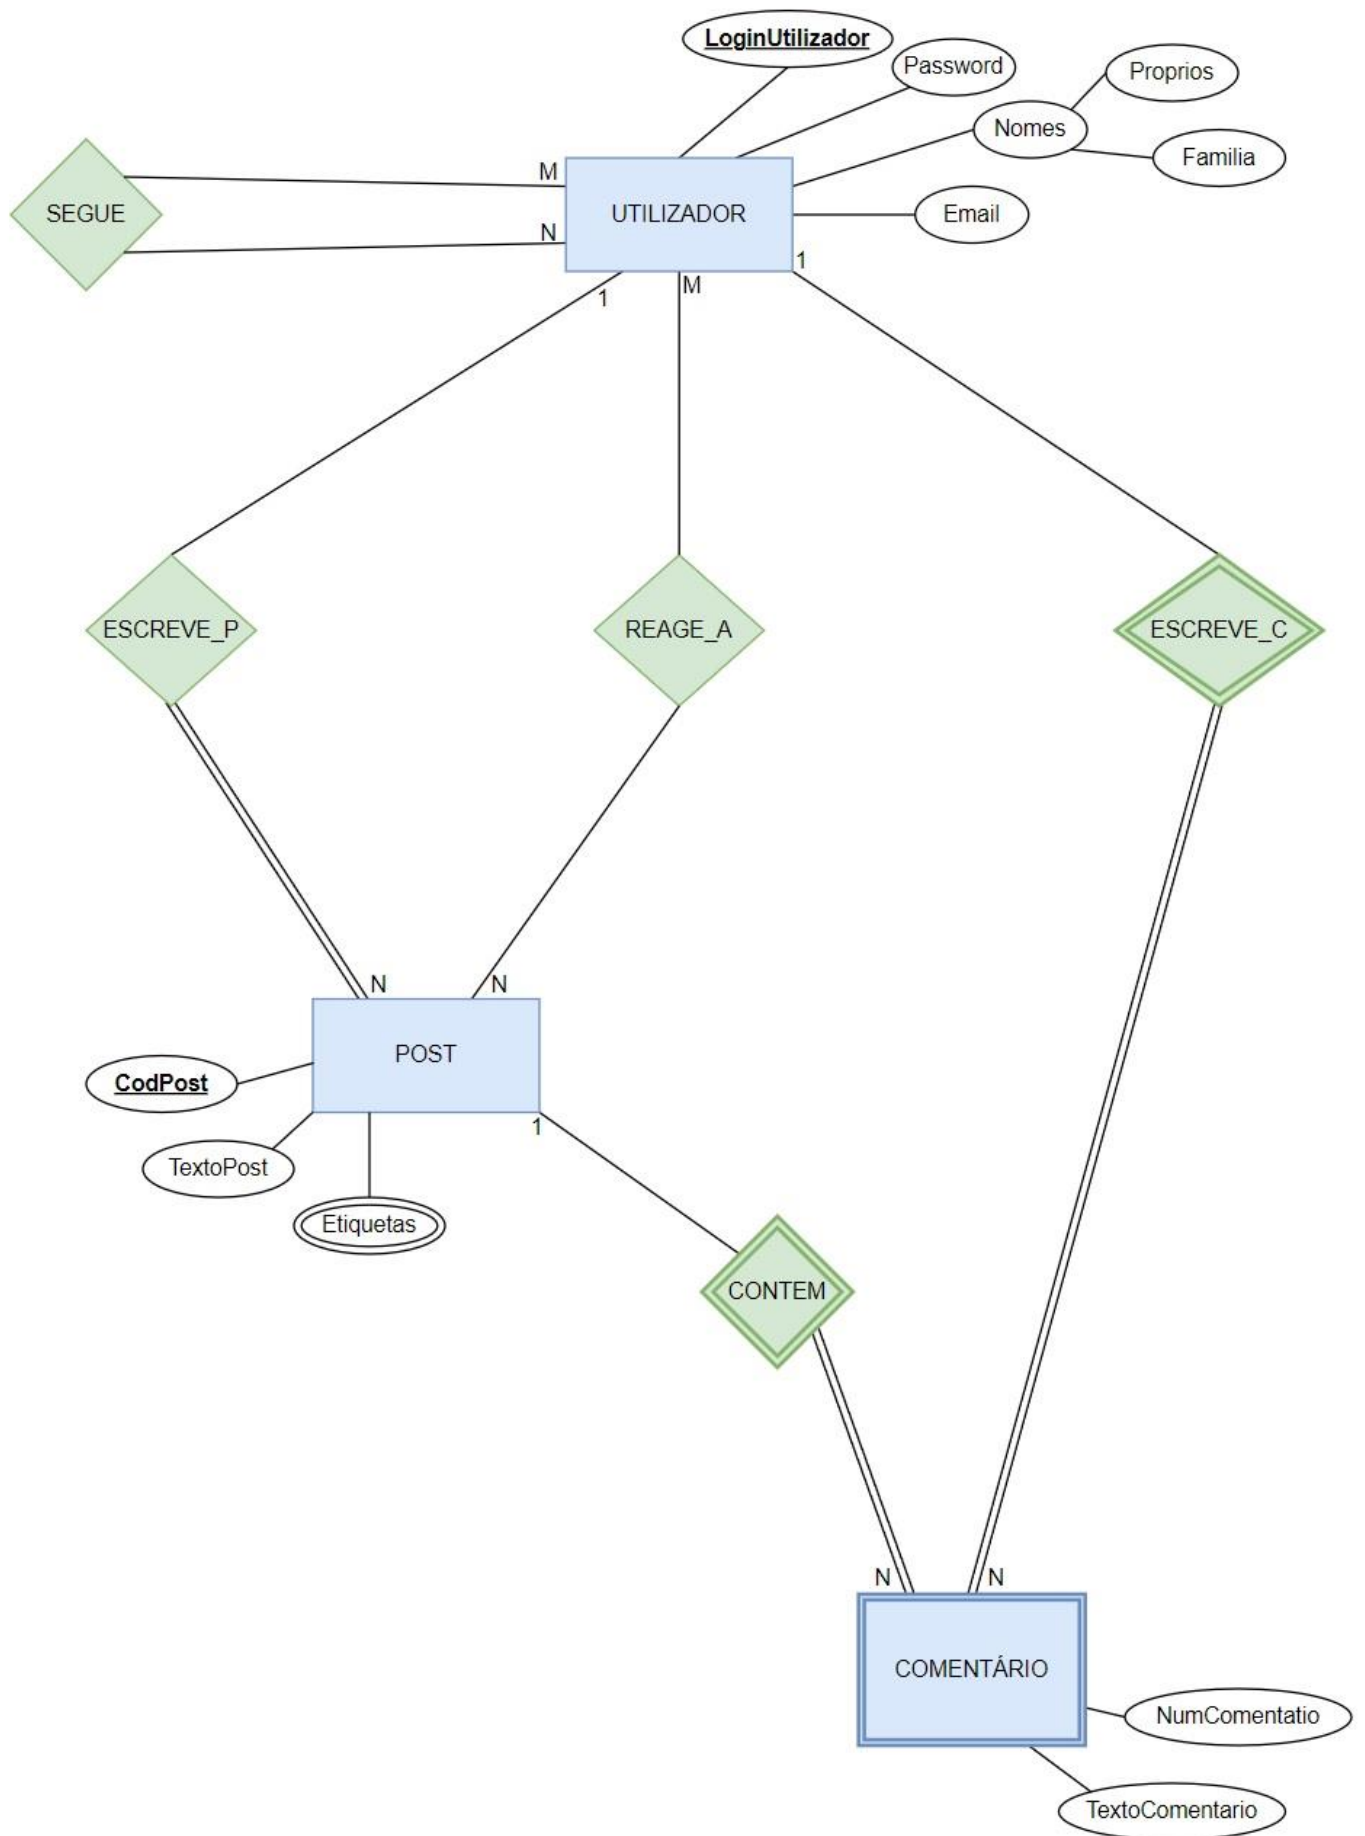 LoginUtilizador
Password
Proprios
Nomes
Familia
M
SEGUE
UTILIZADOR
Email
N
1
1
M
ESCREVE_P
REAGE_A
ESCREVE_C
N
N
POST
CodPost
1
TextoPost
Etiquetas
CONTEM
N
N
COMENTÁRIO
NumComentatio
TextoComentario